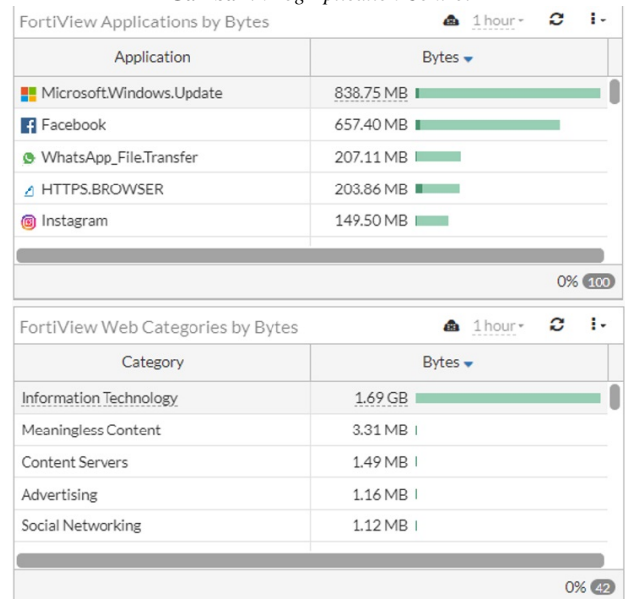 FortiView Applications by Bytes 1 hour
Application Bytes
Microsoft.Windows.Update 838.75 MB
Facebook 657.40 MB
WhatsApp_File.Transfer 207.11 MB
HTTPS.BROWSER 203.86 MB
Instagram 149.50 MB
0% 100
FortiView Web Categories by Bytes 1 hour
Category Bytes
Information Technology 1.69 GB
Meaningless Content 3.31 MB
Content Servers 1.49 MB
Advertising 1.16 MB
Social Networking 1.12 MB
0% 42